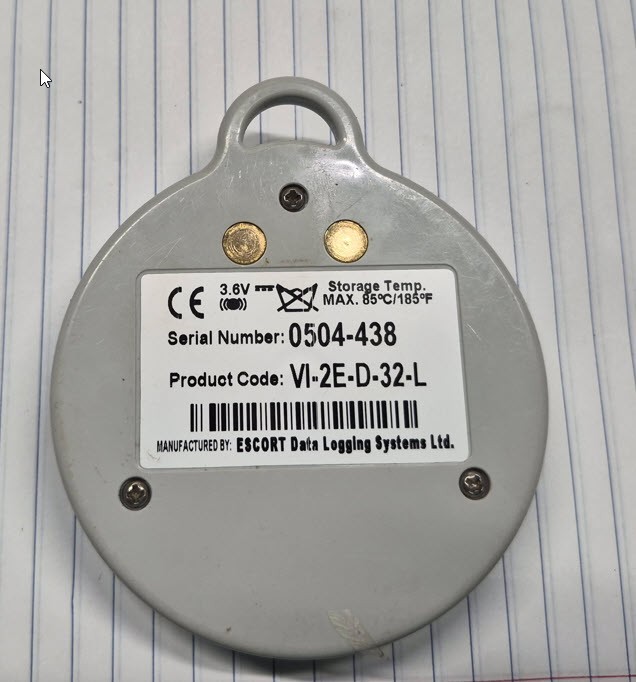 CE 3.6V Storage Temp.
MAX. 85ºC/185ºF
Serial Number: 0504-438
Product Code: VI-2E-D-32-L
MANUFACTURED BY: ESCORT Data Logging Systems Ltd.